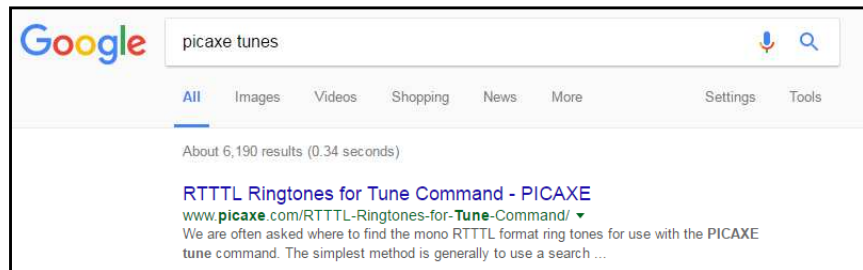 Google picaxe tunes
All Images Videos Shopping News More Settings Tools
About 6,190 results (0.34 seconds)
RTTTL Ringtones for Tune Command - PICAXE
www.picaxe.com/RTTTL-Ringtones-for-Tune-Command/
We are often asked where to find the mono RTTTL format ring tones for use with the PICAXE
tune command. The simplest method is generally to use a search ...